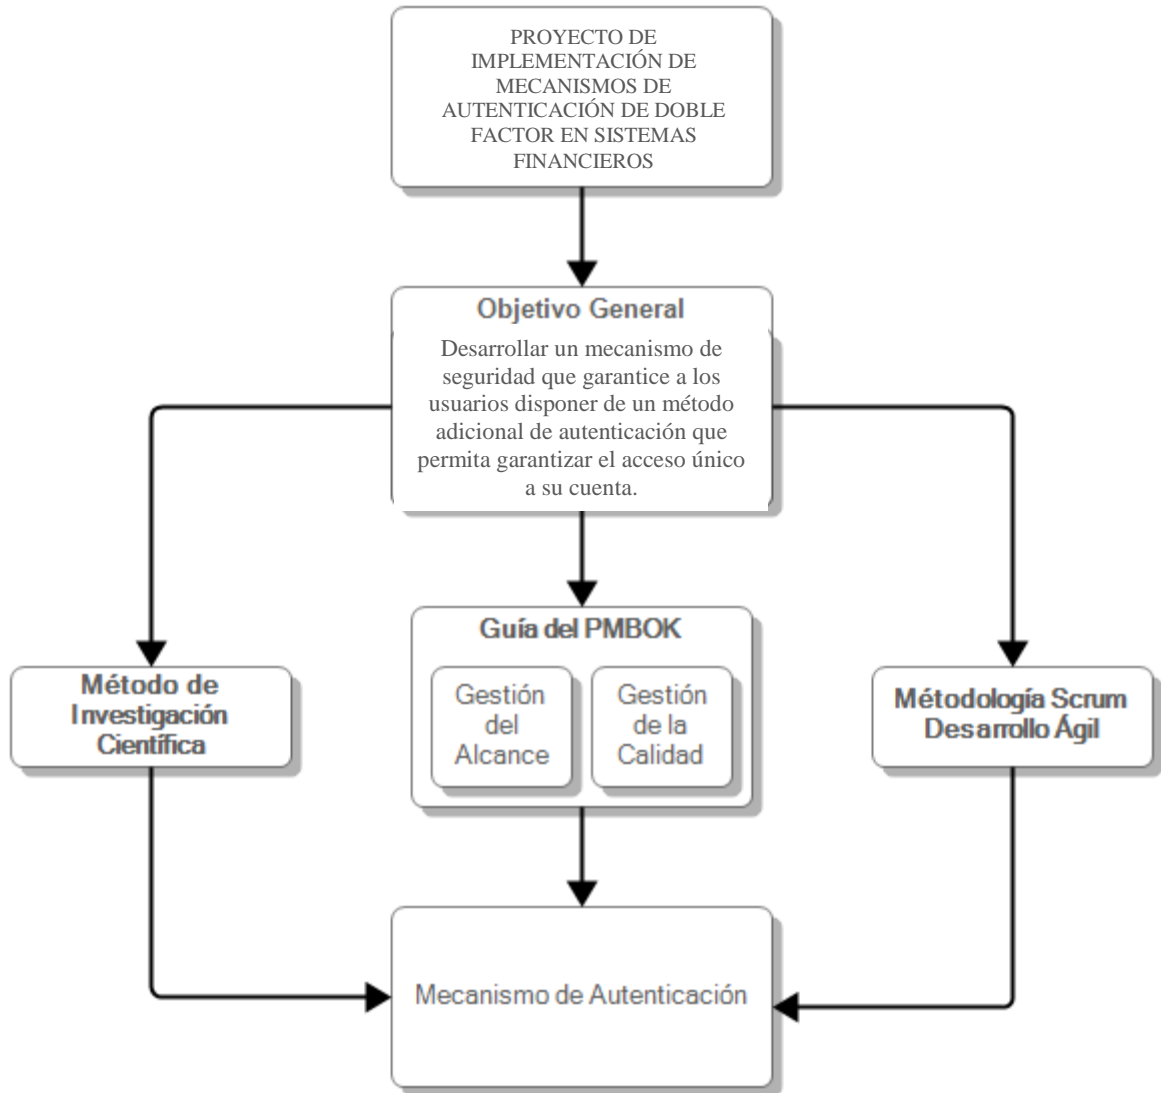 PROYECTO DE
IMPLEMENTACIÓN DE
MECANISMOS DE
AUTENTICACIÓN DE DOBLE
FACTOR EN SISTEMAS
FINANCIEROS
Objetivo General
Desarrollar un mecanismo de
seguridad que garantice a los
usuarios disponer de un método
adicional de autenticación que
permita garantizar el acceso único
a su cuenta.
Método de
Investigación
Científica
Guía del PMBOK
Gestión
del
Alcance
Gestión
de la
Calidad
Métodología Scrum
Desarrollo Ágil
Mecanismo de Autenticación